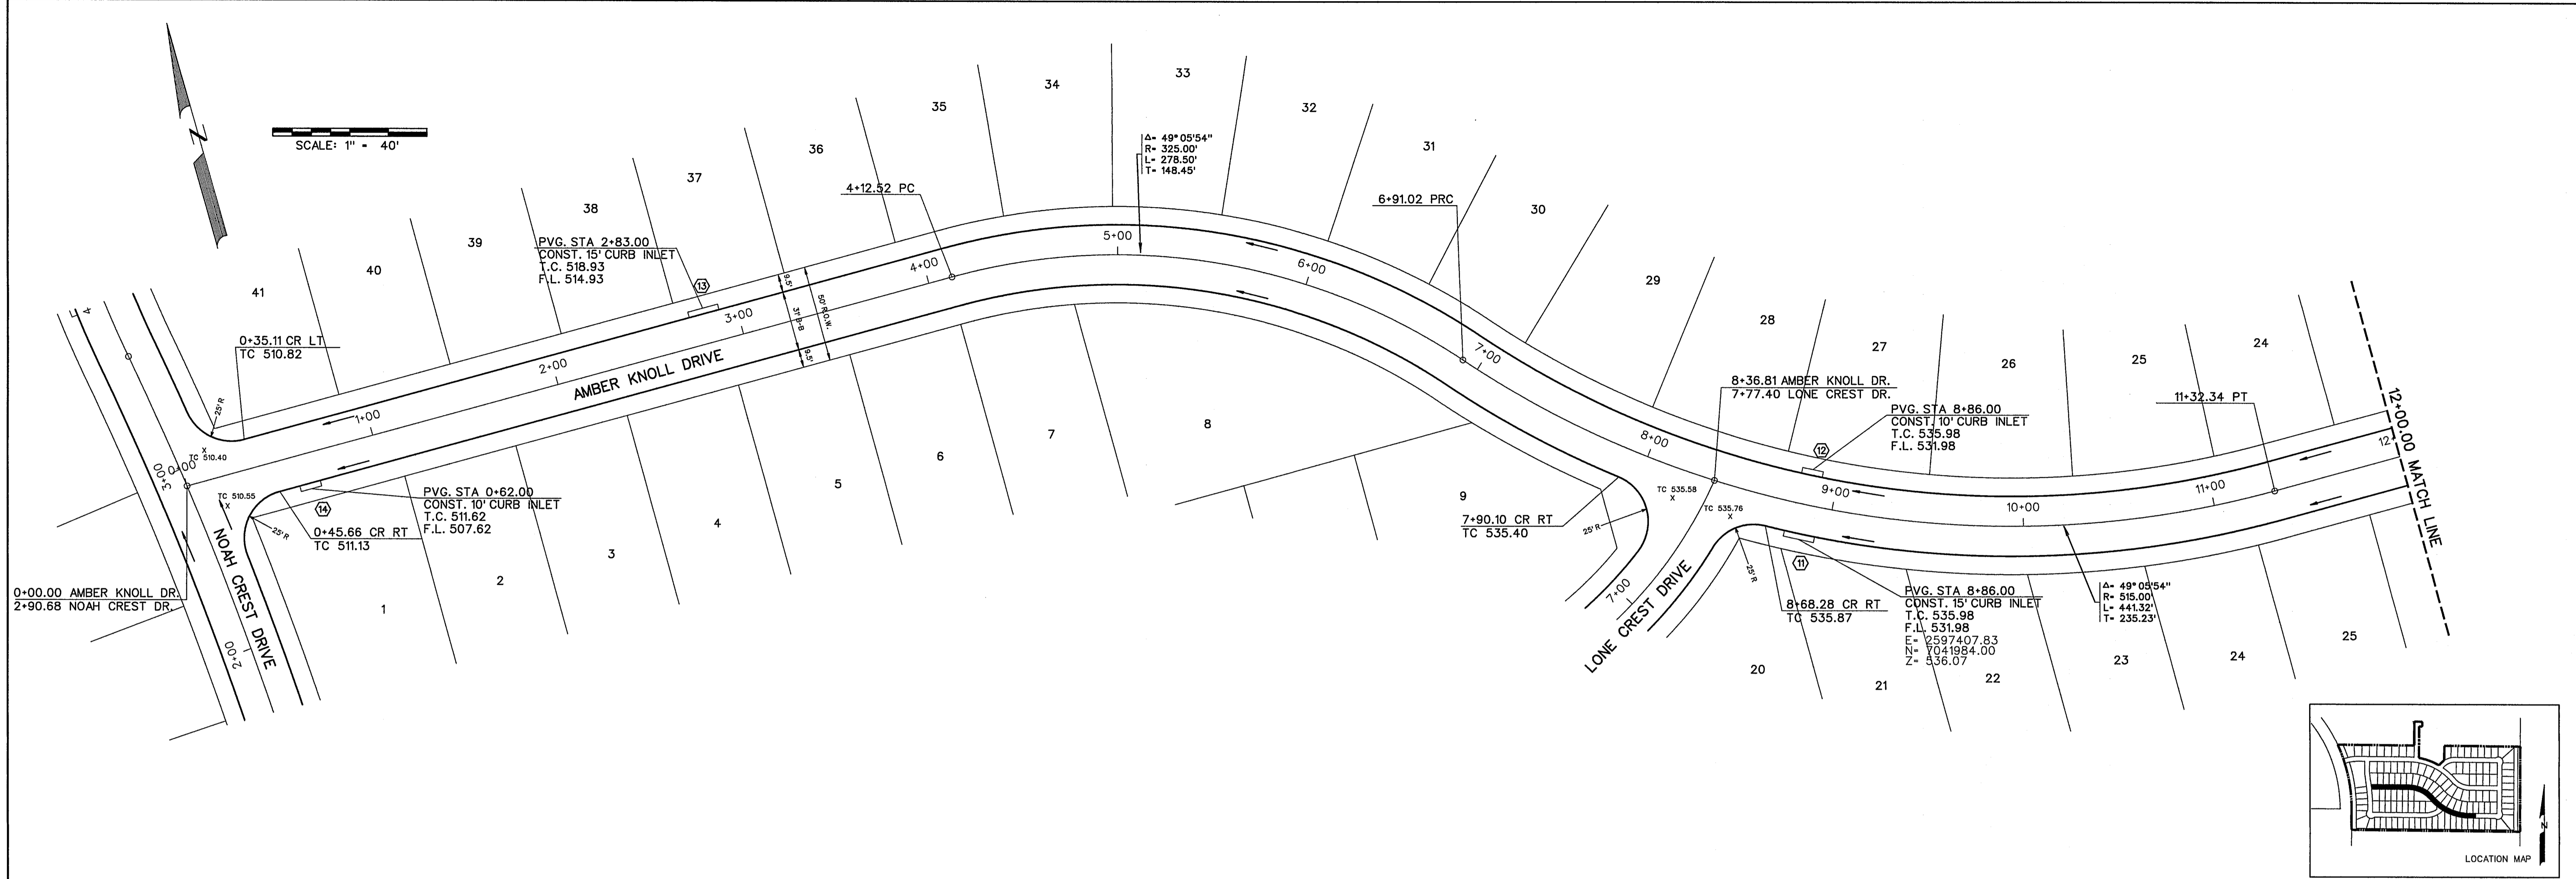 N
SCALE: 1" = 40'
33
34
32
35
31
36
37
30
38
39
29
40
28
41
27
26
25
24
Δ= 49°05'54"
R= 325.00'
L= 278.50'
T= 148.45'
4+12.52 PC
6+91.02 PRC
PVG. STA 2+83.00
CONST. 15' CURB INLET
T.C. 518.93
F.L. 514.93
13
0+35.11 CR LT
TC 510.82
25' R
TC 510.40
X
0+00
3+00
1+00
2+00
3+00
4+00
5+00
6+00
7+00
8+00
9+00
10+00
11+00
12+
9.5'
31' B-B
9.5'
50' R.O.W.
AMBER KNOLL DRIVE
8+36.81 AMBER KNOLL DR.
7+77.40 LONE CREST DR.
PVG. STA 8+86.00
CONST. 10' CURB INLET
T.C. 535.98
F.L. 531.98
12
11+32.34 PT
12+00.00 MATCH LINE
TC 510.55
X
PVG. STA 0+62.00
CONST. 10' CURB INLET
T.C. 511.62
F.L. 507.62
14
0+45.66 CR RT
TC 511.13
25' R
NOAH CREST DRIVE
2+00
0+00.00 AMBER KNOLL DR.
2+90.68 NOAH CREST DR.
1
2
3
4
5
6
7
8
9
7+90.10 CR RT
TC 535.40
25' R
TC 535.58
X
TC 535.76
X
25' R
7+00
LONE CREST DRIVE
11
8+68.28 CR RT
TC 535.87
PVG. STA 8+86.00
CONST. 15' CURB INLET
T.C. 535.98
F.L. 531.98
E= 2597407.83
N= 7041984.00
Z= 536.07
Δ= 49°05'54"
R= 515.00'
L= 441.32'
T= 235.23'
20
21
22
23
24
25
N
LOCATION MAP